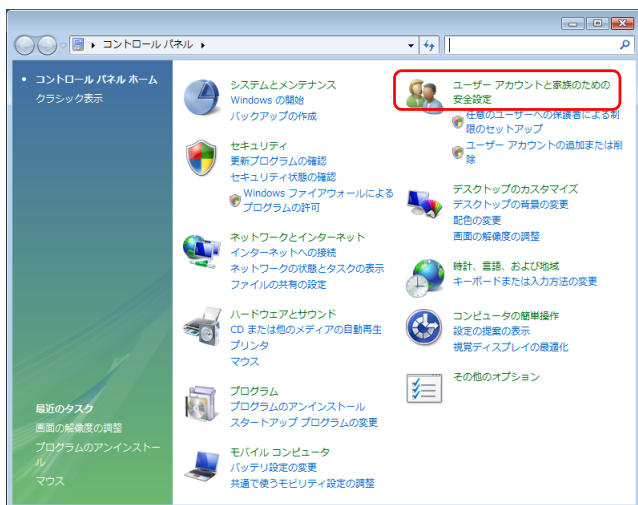 コントロール パネル
コントロール パネル ホーム
クラシック表示
システムとメンテナンス
Windows の開始
バックアップの作成
セキュリティ
更新プログラムの確認
セキュリティ状態の確認
Windows ファイアウォールによる
プログラムの許可
ネットワークとインターネット
インターネットへの接続
ネットワークの状態とタスクの表示
ファイルの共有の設定
ハードウェアとサウンド
CD または他のメディアの自動再生
プリンタ
マウス
プログラム
プログラムのアンインストール
スタートアップ プログラムの変更
モバイル コンピュータ
バッテリ設定の変更
共通で使うモビリティ設定の調整
ユーザー アカウントと家族のための
安全設定
任意のユーザーへの保護者による制
限のセットアップ
ユーザー アカウントの追加または削
除
デスクトップのカスタマイズ
デスクトップの背景の変更
配色の変更
画面の解像度の調整
時計、言語、および地域
キーボードまたは入力方法の変更
コンピュータの簡単操作
設定の提案の表示
視覚ディスプレイの最適化
その他のオプション
最近のタスク
画面の解像度の調整
プログラムのアンインストー
ル
マウス